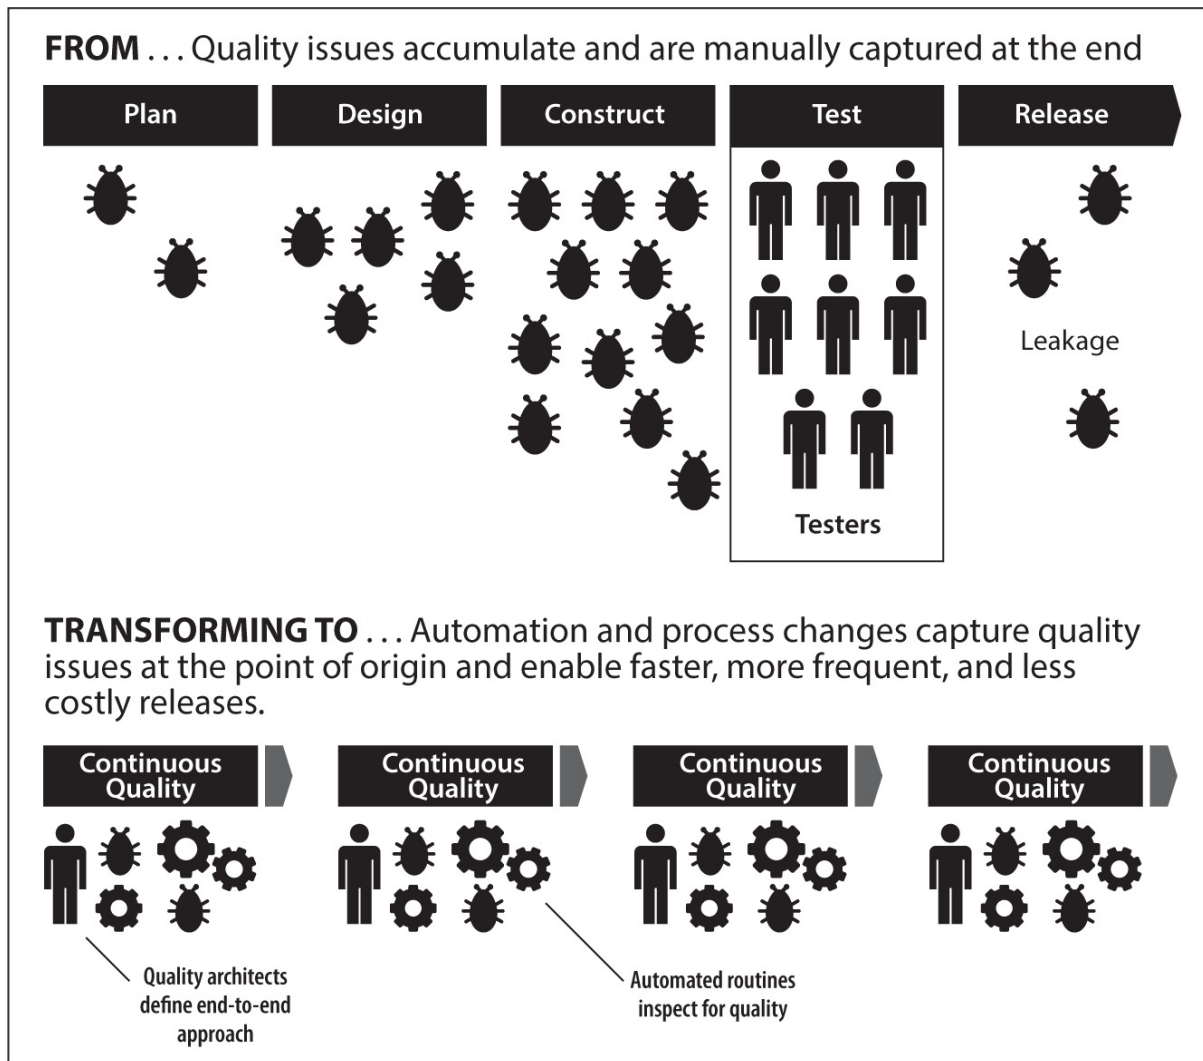 FROM . . . Quality issues accumulate and are manually captured at the end
Plan
Design
Construct
Test
Release
Leakage
Testers
TRANSFORMING TO . . . Automation and process changes capture quality
issues at the point of origin and enable faster, more frequent, and less
costly releases.
Continuous
Quality
Continuous
Quality
Continuous
Quality
Continuous
Quality
Quality architects
define end-to-end
approach
Automated routines
inspect for quality